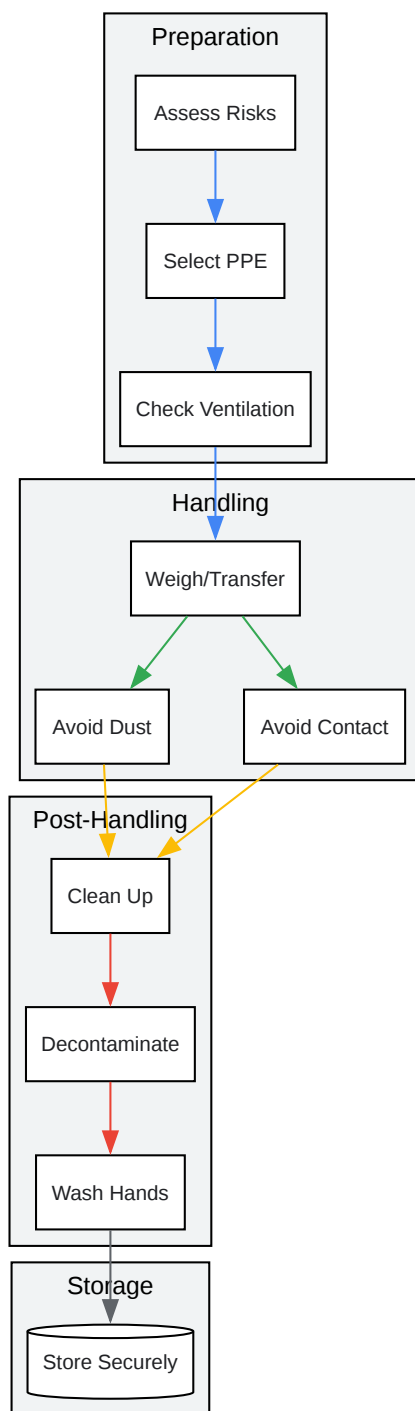 Preparation
Assess Risks
Select PPE
Check Ventilation
Handling
Weigh/Transfer
Avoid Dust
Avoid Contact
Post-Handling
Clean Up
Decontaminate
Wash Hands
Storage
Store Securely